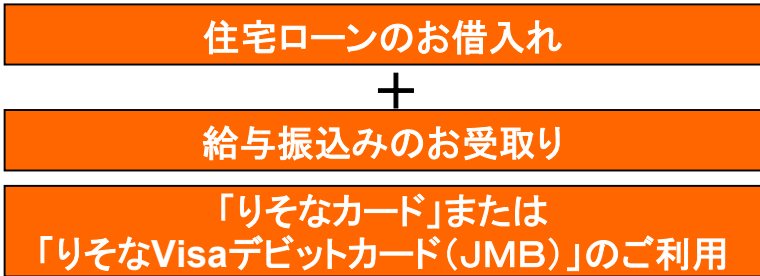 住宅ローンのお借入れ
＋
給与振込みのお受取り
「りそなカード」または
「りそなVisaデビットカード（ＪＭＢ）」のご利用